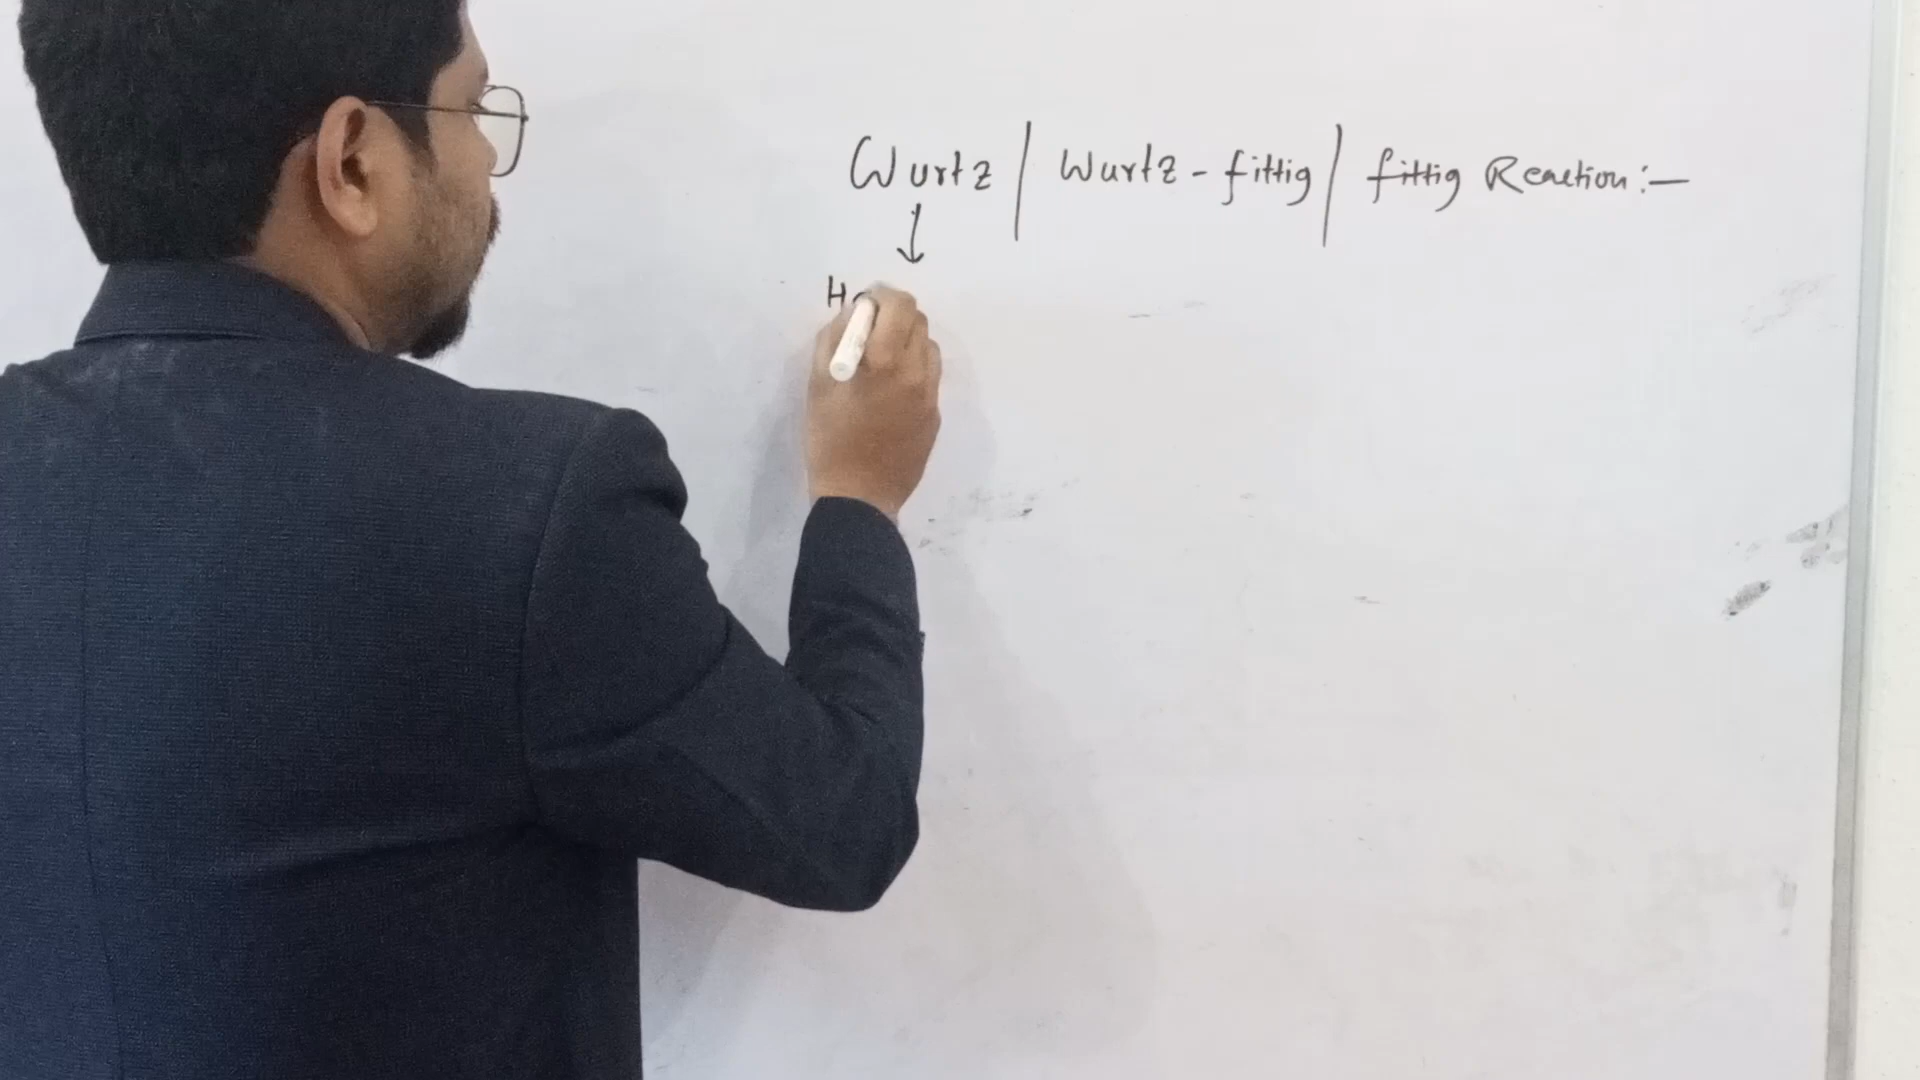 Wurtz | Wurtz - fittig | fittig Reaction :-
↓